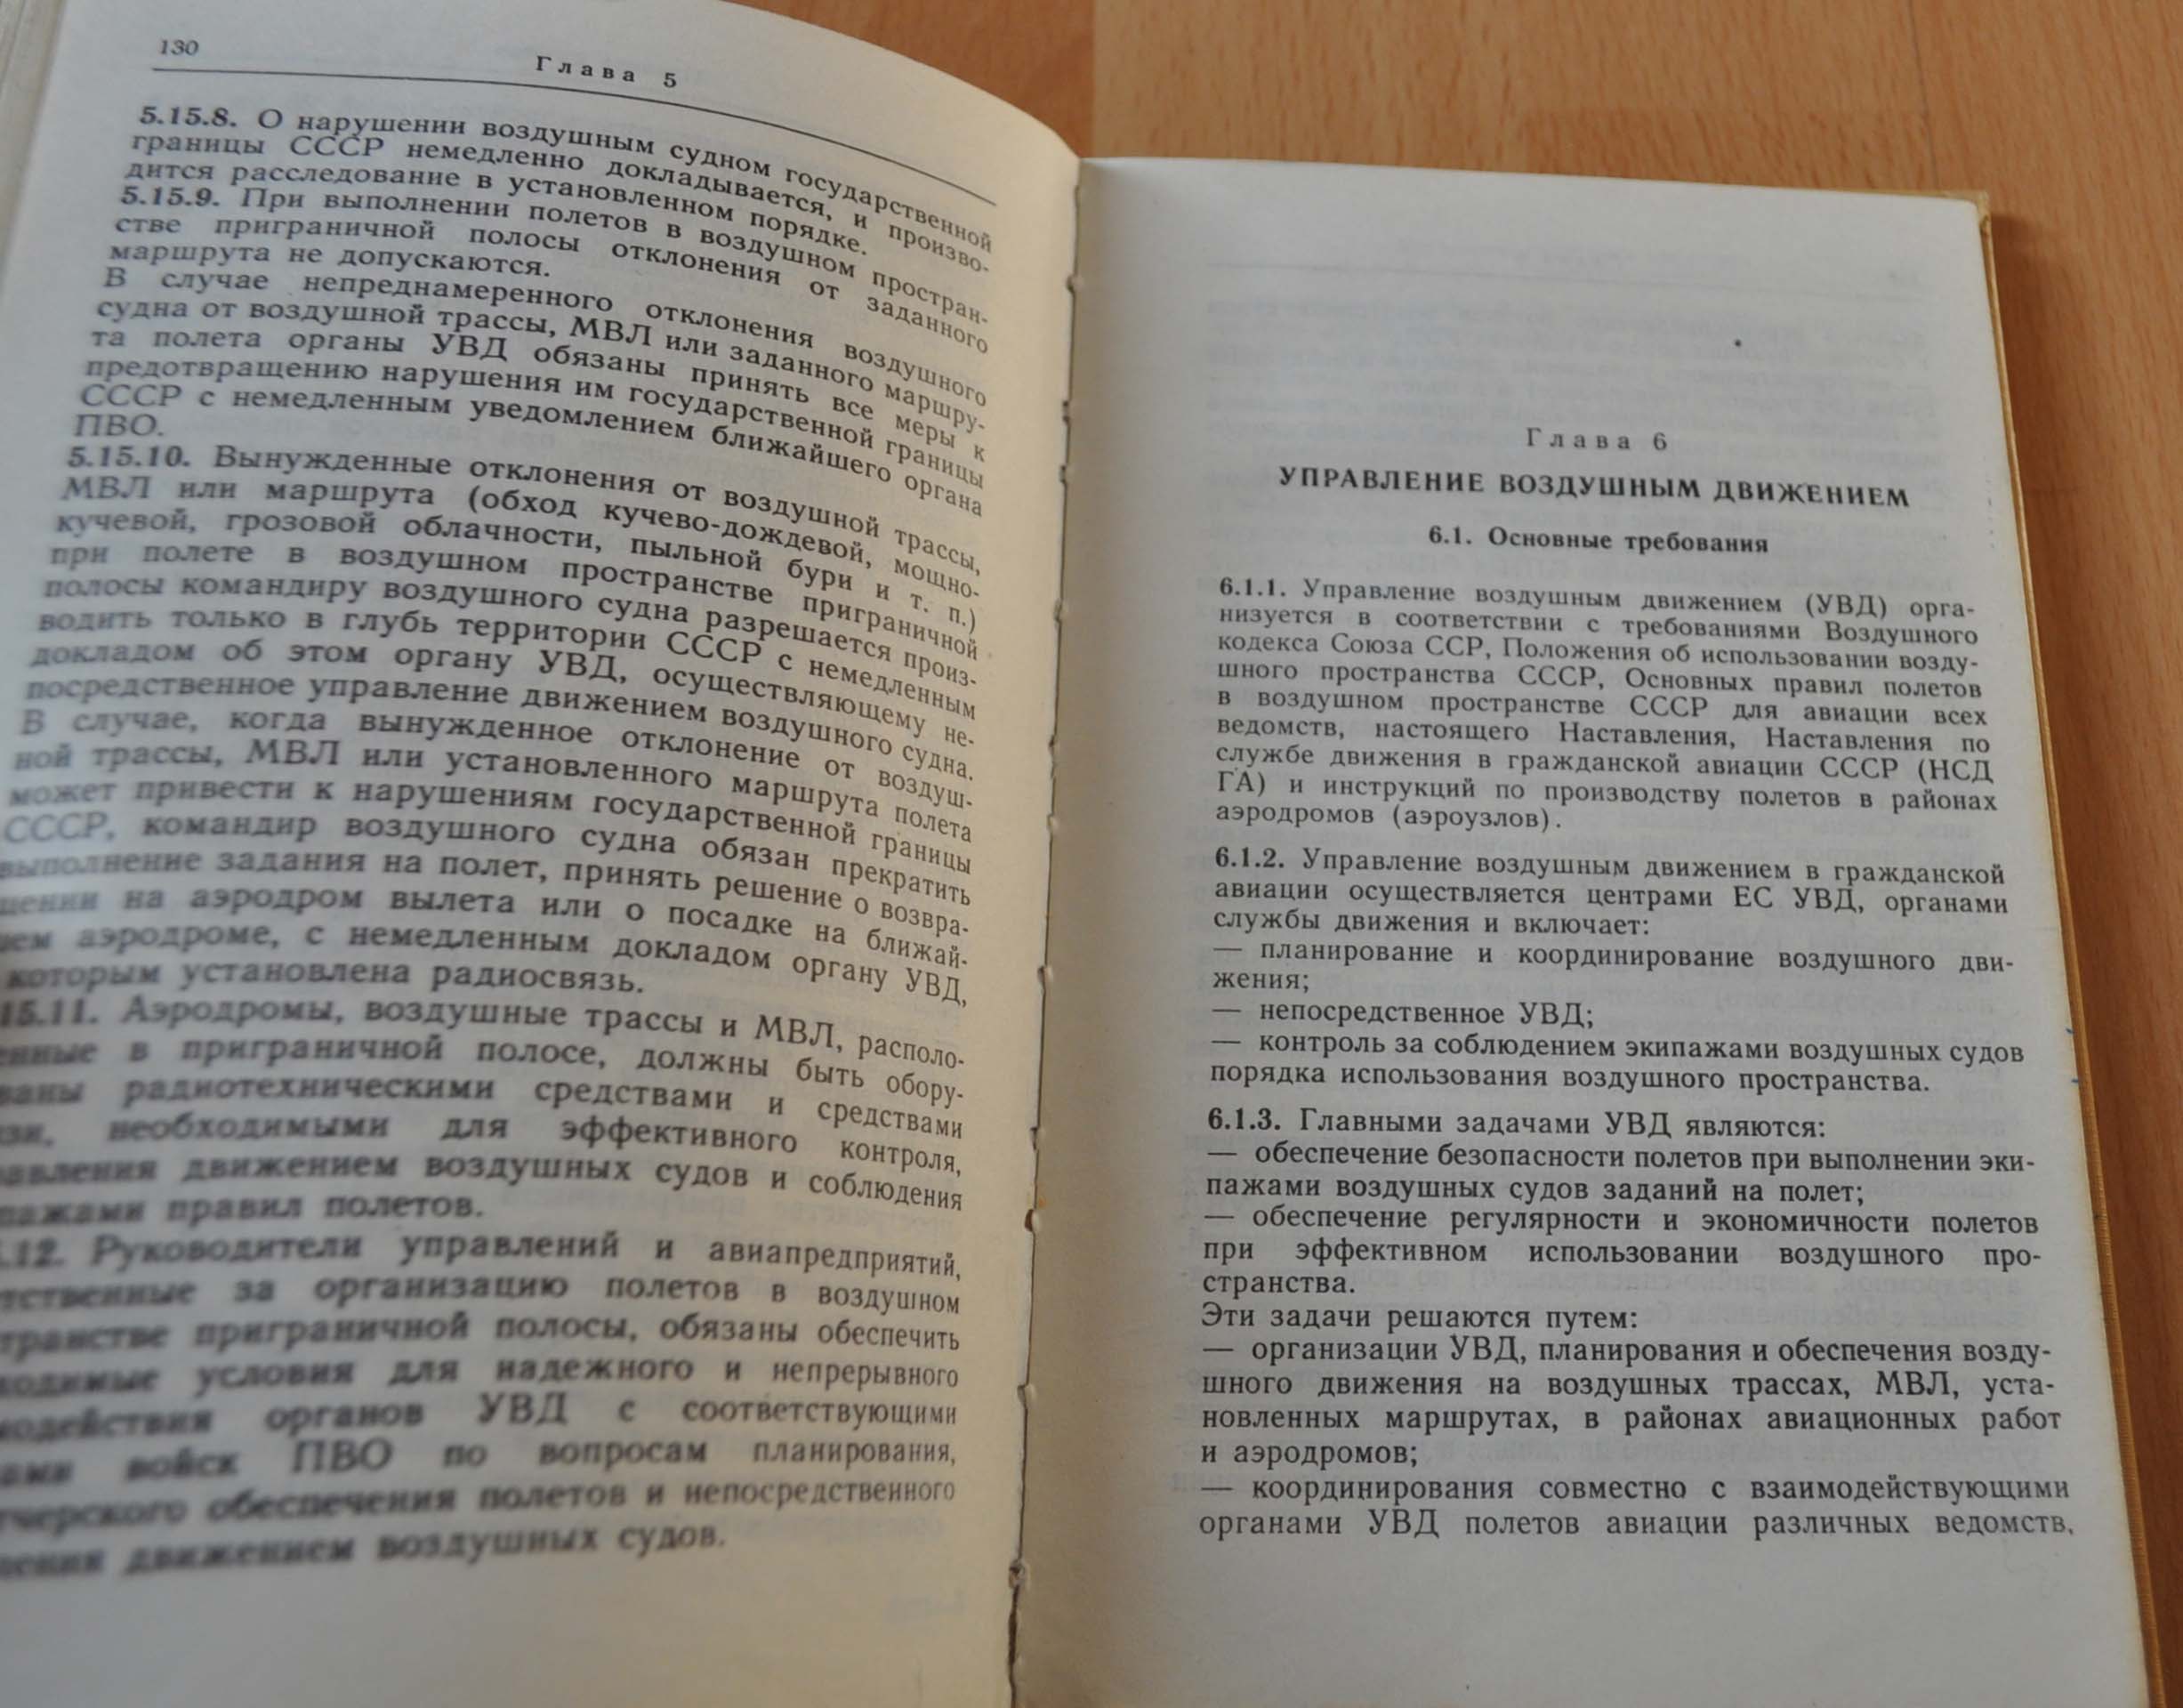 130
Глава 5
5.15.8. О нарушении воздушным судном государственной
границы СССР немедленно докладывается, и произво-
дится расследование в установленном порядке.
5.15.9. При выполнении полетов в воздушном простран-
стве приграничной полосы отклонения от заданного
маршрута не допускаются.
В случае непреднамеренного отклонения воздушного
судна от воздушной трассы, МВЛ или заданного маршру-
та полета органы УВД обязаны принять все меры к
предотвращению нарушения им государственной границы
СССР с немедленным уведомлением ближайшего органа
ПВО.
5.15.10. Вынужденные отклонения от воздушной трассы,
МВЛ или маршрута (обход кучево-дождевой, мощно-
кучевой, грозовой облачности, пыльной бури и т. п.)
при полете в воздушном пространстве приграничной
полосы командиру воздушного судна разрешается произ-
водить только в глубь территории СССР с немедленным
докладом об этом органу УВД, осуществляющему не-
посредственное управление движением воздушного судна.
В случае, когда вынужденное отклонение от воздуш-
ной трассы, МВЛ или установленного маршрута полета
может привести к нарушениям государственной границы
СССР, командир воздушного судна обязан прекратить
выполнение задания на полет, принять решение о возвра-
щении на аэродром вылета или о посадке на ближай-
шем аэродроме, с немедленным докладом органу УВД,
которым установлена радиосвязь.
15.11. Аэродромы, воздушные трассы и МВЛ, располо-
енные в приграничной полосе, должны быть обору-
ваны радиотехническими средствами и средствами
зи, необходимыми для эффективного контроля,
авления движением воздушных судов и соблюдения
пажами правил полетов.
.12. Руководители управлений и авиапредприятий,
тственные за организацию полетов в воздушном
транстве приграничной полосы, обязаны обеспечить
ходимые условия для надежного и непрерывного
модействия органов УВД с соответствующими
ами войск ПВО по вопросам планирования,
тчерского обеспечения полетов и непосредственного
ления движением воздушных судов.
Глава 6
УПРАВЛЕНИЕ ВОЗДУШНЫМ ДВИЖЕНИЕМ
6.1. Основные требования
6.1.1. Управление воздушным движением (УВД) орга-
низуется в соответствии с требованиями Воздушного
кодекса Союза ССР, Положения об использовании возду-
шного пространства СССР, Основных правил полетов
в воздушном пространстве СССР для авиации всех
ведомств, настоящего Наставления, Наставления по
службе движения в гражданской авиации СССР (НСД
ГА) и инструкций по производству полетов в районах
аэродромов (аэроузлов).
6.1.2. Управление воздушным движением в гражданской
авиации осуществляется центрами ЕС УВД, органами
службы движения и включает:
— планирование и координирование воздушного дви-
жения;
— непосредственное УВД;
— контроль за соблюдением экипажами воздушных судов
порядка использования воздушного пространства.
6.1.3. Главными задачами УВД являются:
— обеспечение безопасности полетов при выполнении эки-
пажами воздушных судов заданий на полет;
— обеспечение регулярности и экономичности полетов
при эффективном использовании воздушного про-
странства.
Эти задачи решаются путем:
— организации УВД, планирования и обеспечения возду-
шного движения на воздушных трассах, МВЛ, уста-
новленных маршрутах, в районах авиационных работ
и аэродромов;
— координирования совместно с взаимодействующими
органами УВД полетов авиации различных ведомств,